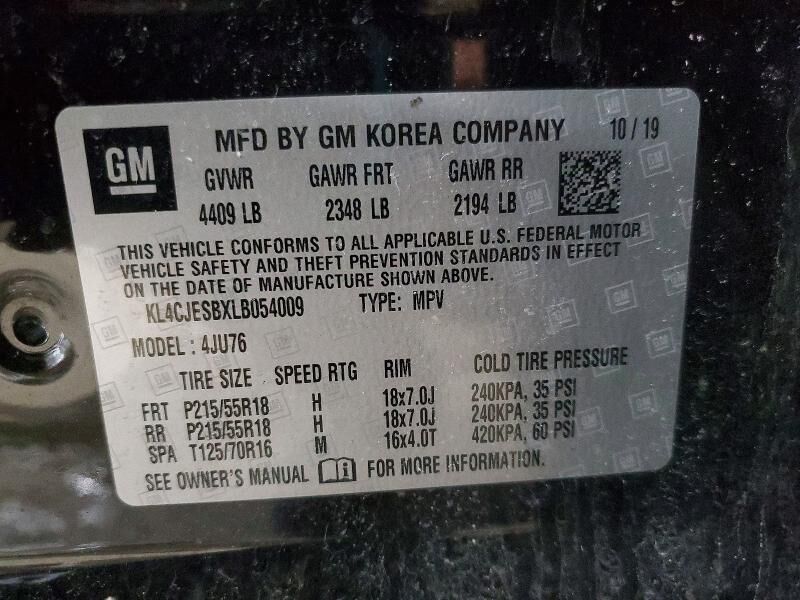 GM
MFD BY GM KOREA COMPANY 10 / 19
GVWR GAWR FRT GAWR RR
4409 LB 2348 LB 2194 LB
THIS VEHICLE CONFORMS TO ALL APPLICABLE U.S. FEDERAL MOTOR
VEHICLE SAFETY AND THEFT PREVENTION STANDARDS IN EFFECT
ON THE DATE OF MANUFACTURE SHOWN ABOVE.
KL4CJESBXLB054009 TYPE: MPV
MODEL : 4JU76
TIRE SIZE SPEED RTG RIM COLD TIRE PRESSURE
FRT P215/55R18 H 18x7.0J 240KPA, 35 PSI
RR P215/55R18 H 18x7.0J 240KPA, 35 PSI
SPA T125/70R16 M 16x4.0T 420KPA, 60 PSI
SEE OWNER'S MANUAL FOR MORE INFORMATION.